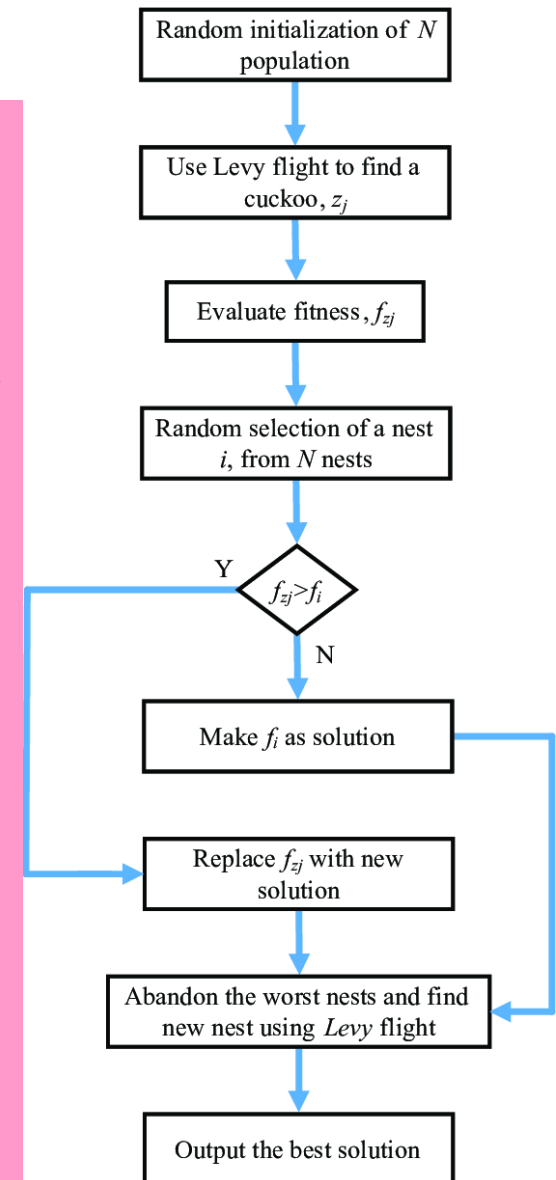 Random initialization of N
population
Use Levy flight to find a
cuckoo, zj
Evaluate fitness, fzj
Random selection of a nest
i, from N nests
Y
fzj>fi
N
Make fi as solution
Replace fzj with new
solution
Abandon the worst nests and find
new nest using Levy flight
Output the best solution